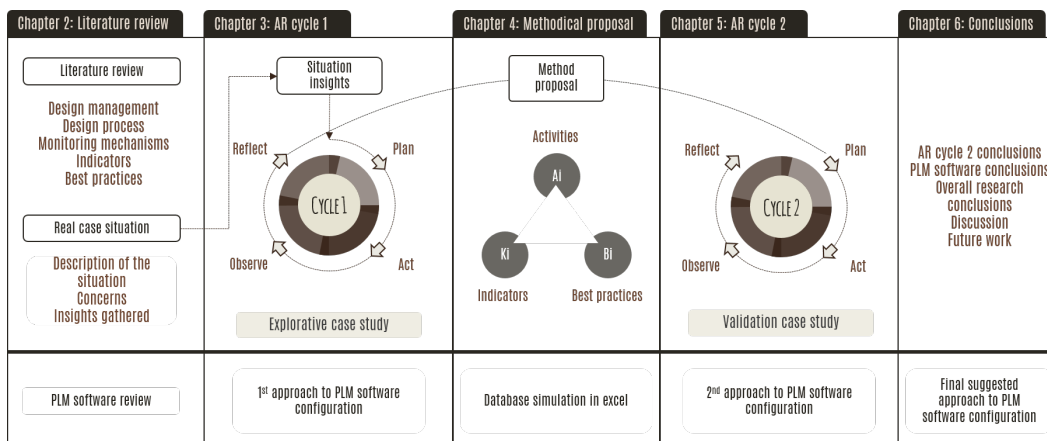 Chapter 2: Literature review
Literature review
Design management
Design process
Monitoring mechanisms
Indicators
Best practices
Real case situation
Description of the
situation
Concerns
Insights gathered
PLM software review
Chapter 3: AR cycle 1
Situation
insights
Reflect
Plan
Cycle 1
Observe
Act
Explorative case study
1st approach to PLM software
configuration
Chapter 4: Methodical proposal
Method
proposal
Activities
Ai
Ki
Bi
Indicators
Best practices
Database simulation in excel
Chapter 5: AR cycle 2
Reflect
Plan
Cycle 2
Observe
Act
Validation case study
2nd approach to PLM software
configuration
Chapter 6: Conclusions
AR cycle 2 conclusions
PLM software conclusions
Overall research
conclusions
Discussion
Future work
Final suggested
approach to PLM
software configuration